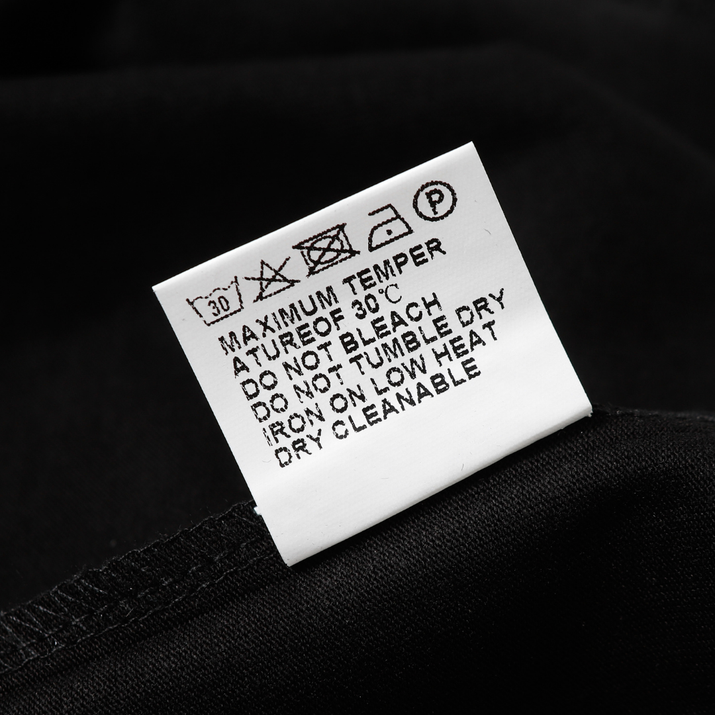 30 P
MAXIMUM TEMPER
ATUREOF 30℃
DO NOT BLEACH
DO NOT TUMBLE DRY
IRON ON LOW HEAT
DRY CLEANABLE